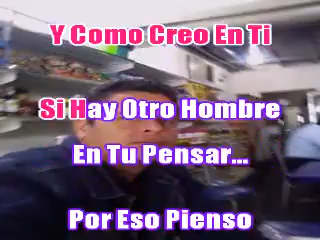 Y Como Creo En Ti
Si Hay Otro Hombre
En Tu Pensar...
Por Eso Pienso